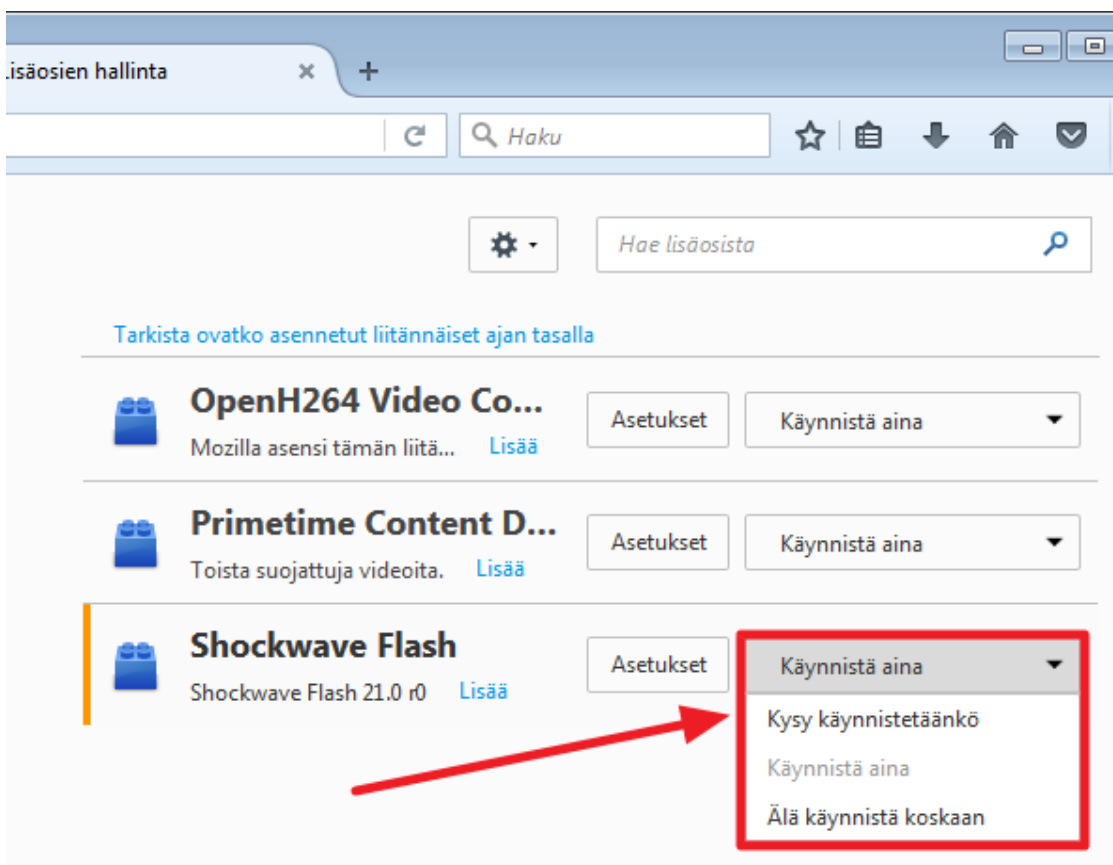 isäosien hallinta
Haku
Hae lisäosista
Tarkista ovatko asennetut liitännäiset ajan tasalla
OpenH264 Video Co...
Asetukset
Käynnistä aina
Mozilla asensi tämän liitä... Lisää
Primetime Content D...
Asetukset
Käynnistä aina
Toista suojattuja videoita. Lisää
Shockwave Flash
Asetukset
Käynnistä aina
Shockwave Flash 21.0 r0 Lisää
Kysy käynnistetäänkö
Käynnistä aina
Älä käynnistä koskaan